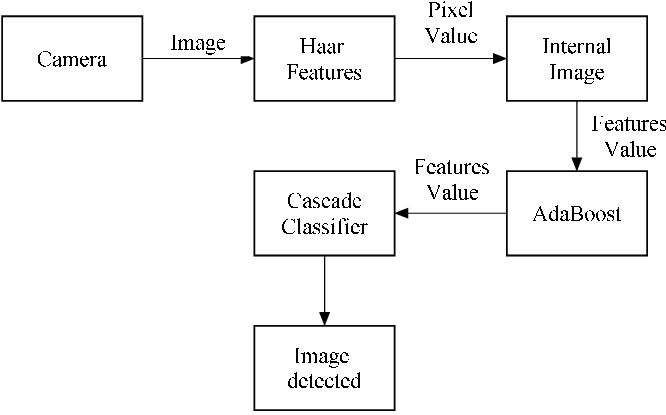 Camera
Image
Haar
Features
Pixel
Value
Internal
Image
Features
Value
AdaBoost
Features
Value
Cascade
Classifier
Image
detected